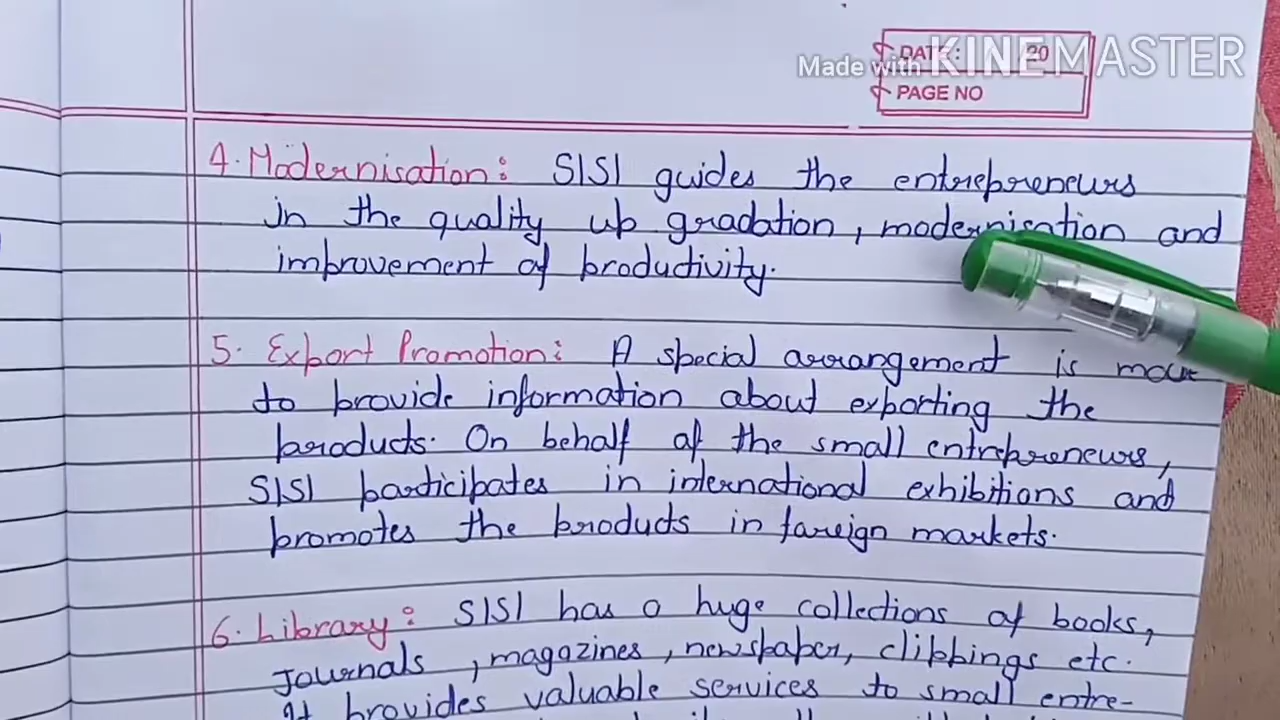 DATE: 20
Made with KINEMASTER
PAGE NO
4. Modernisation: SISI guides the entrepreneurs
in the quality up gradation, modernisation and
improvement of productivity.
5. Export Promotion: A special arrangement is
to provide information about exporting the
products. On behalf of the small entrepreneurs,
SISI participates in international exhibitions and
promotes the products in foreign markets.
6. Library: SISI has a huge collections of books,
Journals, magazines, newspaper, clippings etc.
It provides valuable services to small entre-